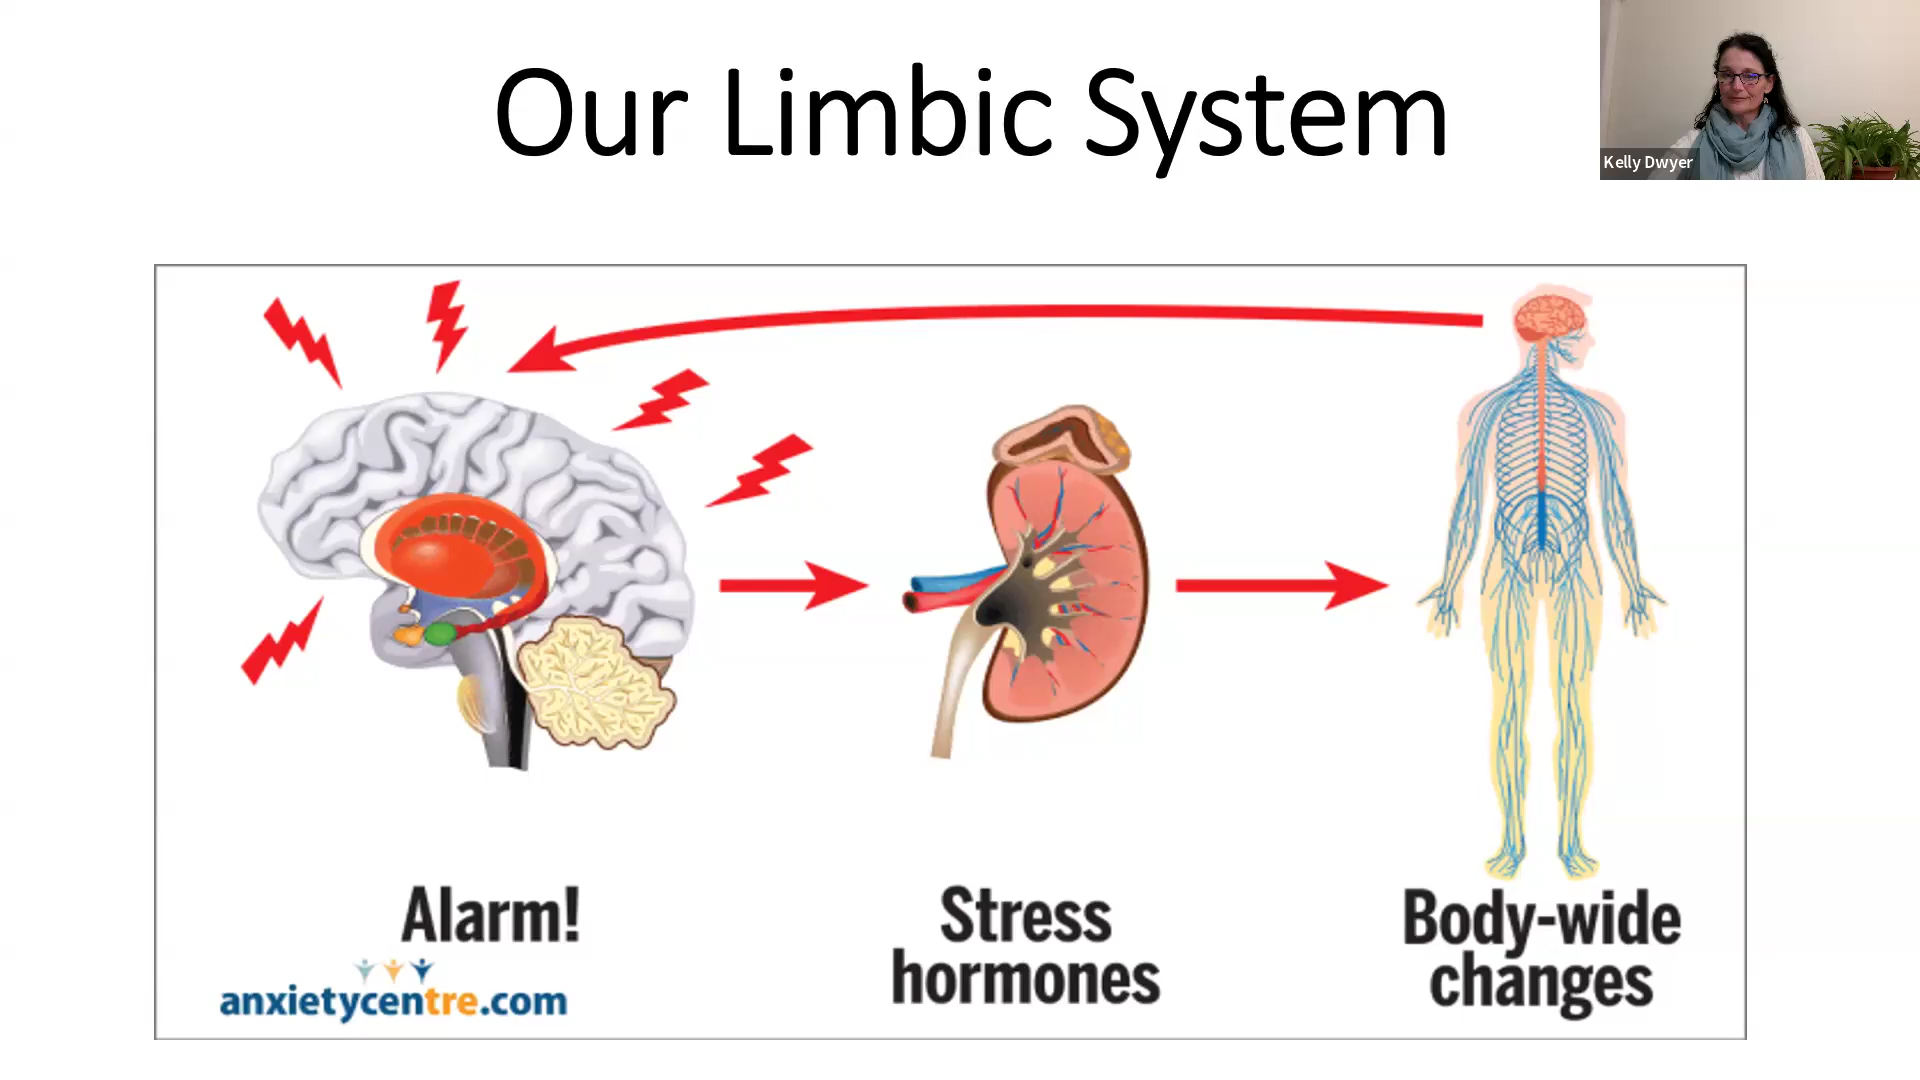 Our Limbic System
Kelly Dwyer
Alarm!
Stress
hormones
Body-wide
changes
anxietycentre.com